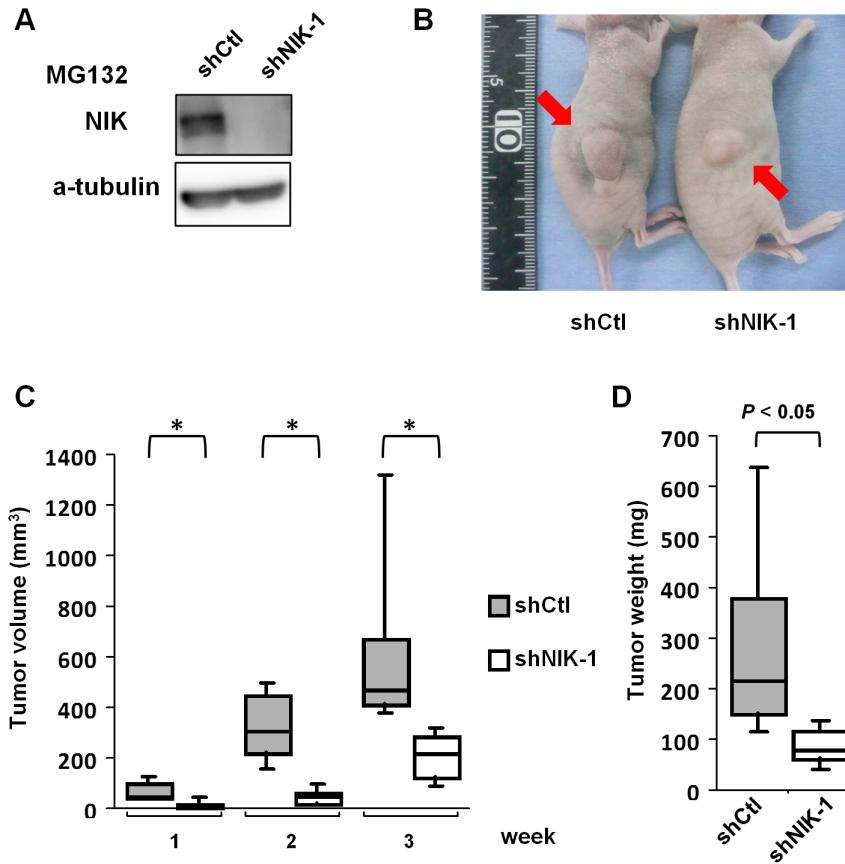 A
shCtl
shNIK-1
MG132
NIK
a-tubulin
B
5
10
shCtl
shNIK-1
C
*
*
*
1400
1200
1000
800
600
400
200
0
Tumor volume (mm³)
1
2
3
week
shCtl
shNIK-1
D
P < 0.05
700
600
500
400
300
200
100
0
Tumor weight (mg)
shCtl
shNIK-1